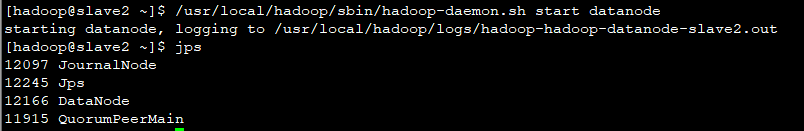 [hadoop@slave2 ~]$ /usr/local/hadoop/sbin/hadoop-daemon.sh start datanode
starting datanode, logging to /usr/local/hadoop/logs/hadoop-hadoop-datanode-slave2.out
[hadoop@slave2 ~]$ jps
12097 JournalNode
12245 Jps
12166 DataNode
11915 QuorumPeerMain